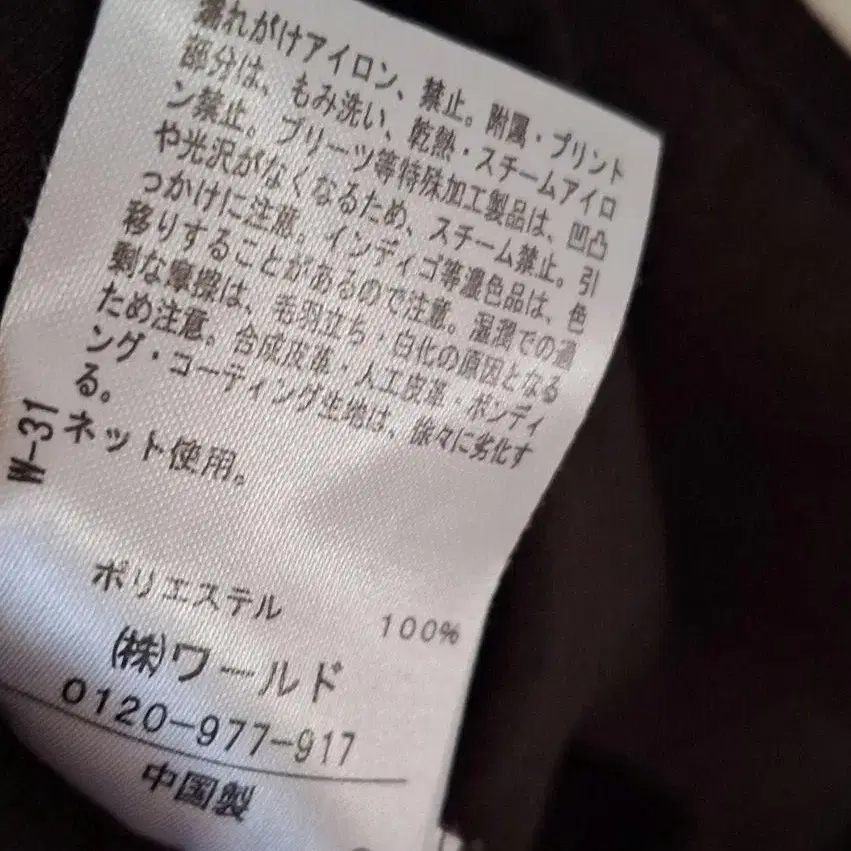 濡れがけアイロン、禁止。附属・プリント
部分は、もみ洗い、乾熱・スチームアイロ
ン禁止。プリーツ等特殊加工製品は、凹凸
や光沢がなくなるため、スチーム禁止。引
っかけに注意。インディゴ等濃色品は、色
移りすることがあるので注意。湿潤での過
剰な摩擦は、毛羽立ち・白化の原因となる
ため注意。合成皮革・人工皮革・ボンディ
ング・コーティング生地は、徐々に劣化す
る。
ネット使用。
W-31
ポリエステル 100%
(株)ワールド
0120-977-917
中国製